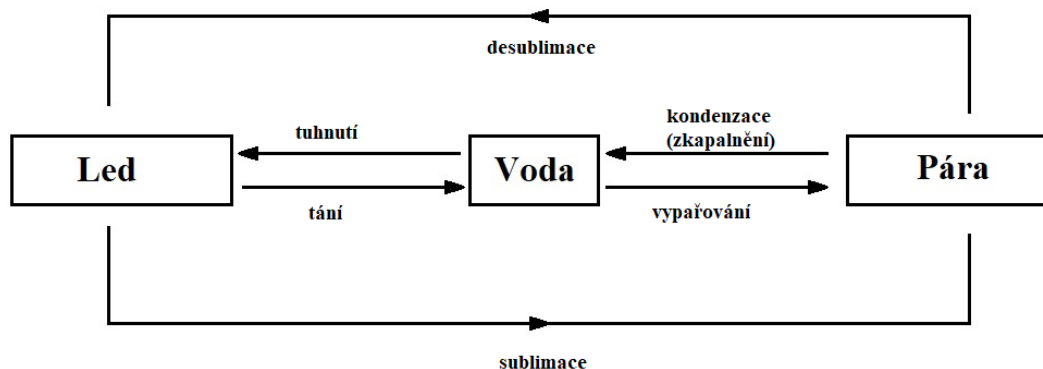 desublimace
kondenzace
(zkapalnění)
tuhnutí
Led
Voda
Pára
tání
vypařování
sublimace